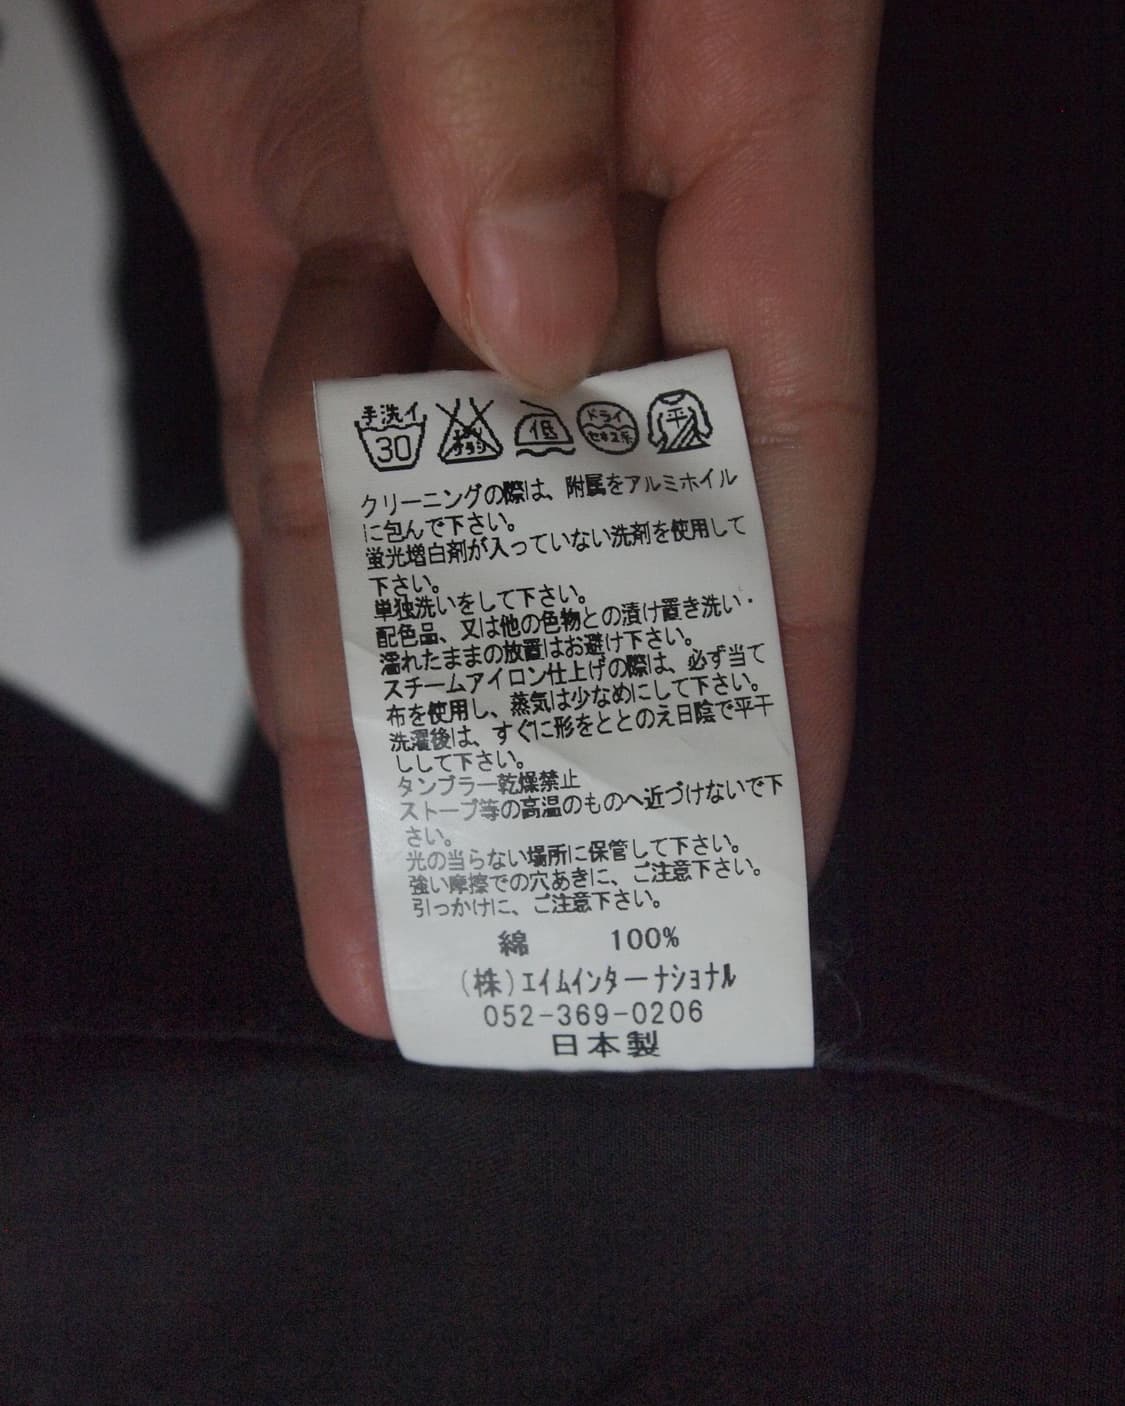 手洗イ 30 エンソ サラシ 低 ドライ セキユ系 平
クリーニングの際は、附属をアルミホイル
に包んで下さい。
蛍光増白剤が入っていない洗剤を使用して
下さい。
単独洗いをして下さい。
配色品、又は他の色物との漬け置き洗い・
濡れたままの放置はお避け下さい。
スチームアイロン仕上げの際は、必ず当て
布を使用し、蒸気は少なめにして下さい。
洗濯後は、すぐに形をととのえ日陰で平干
しして下さい。
タンブラー乾燥禁止
ストーブ等の高温のものへ近づけないで下
さい。
光の当らない場所に保管して下さい。
強い摩擦での穴あきに、ご注意下さい。
引っかけに、ご注意下さい。
綿 100%
(株)エイムインターナショナル
052-369-0206
日本製